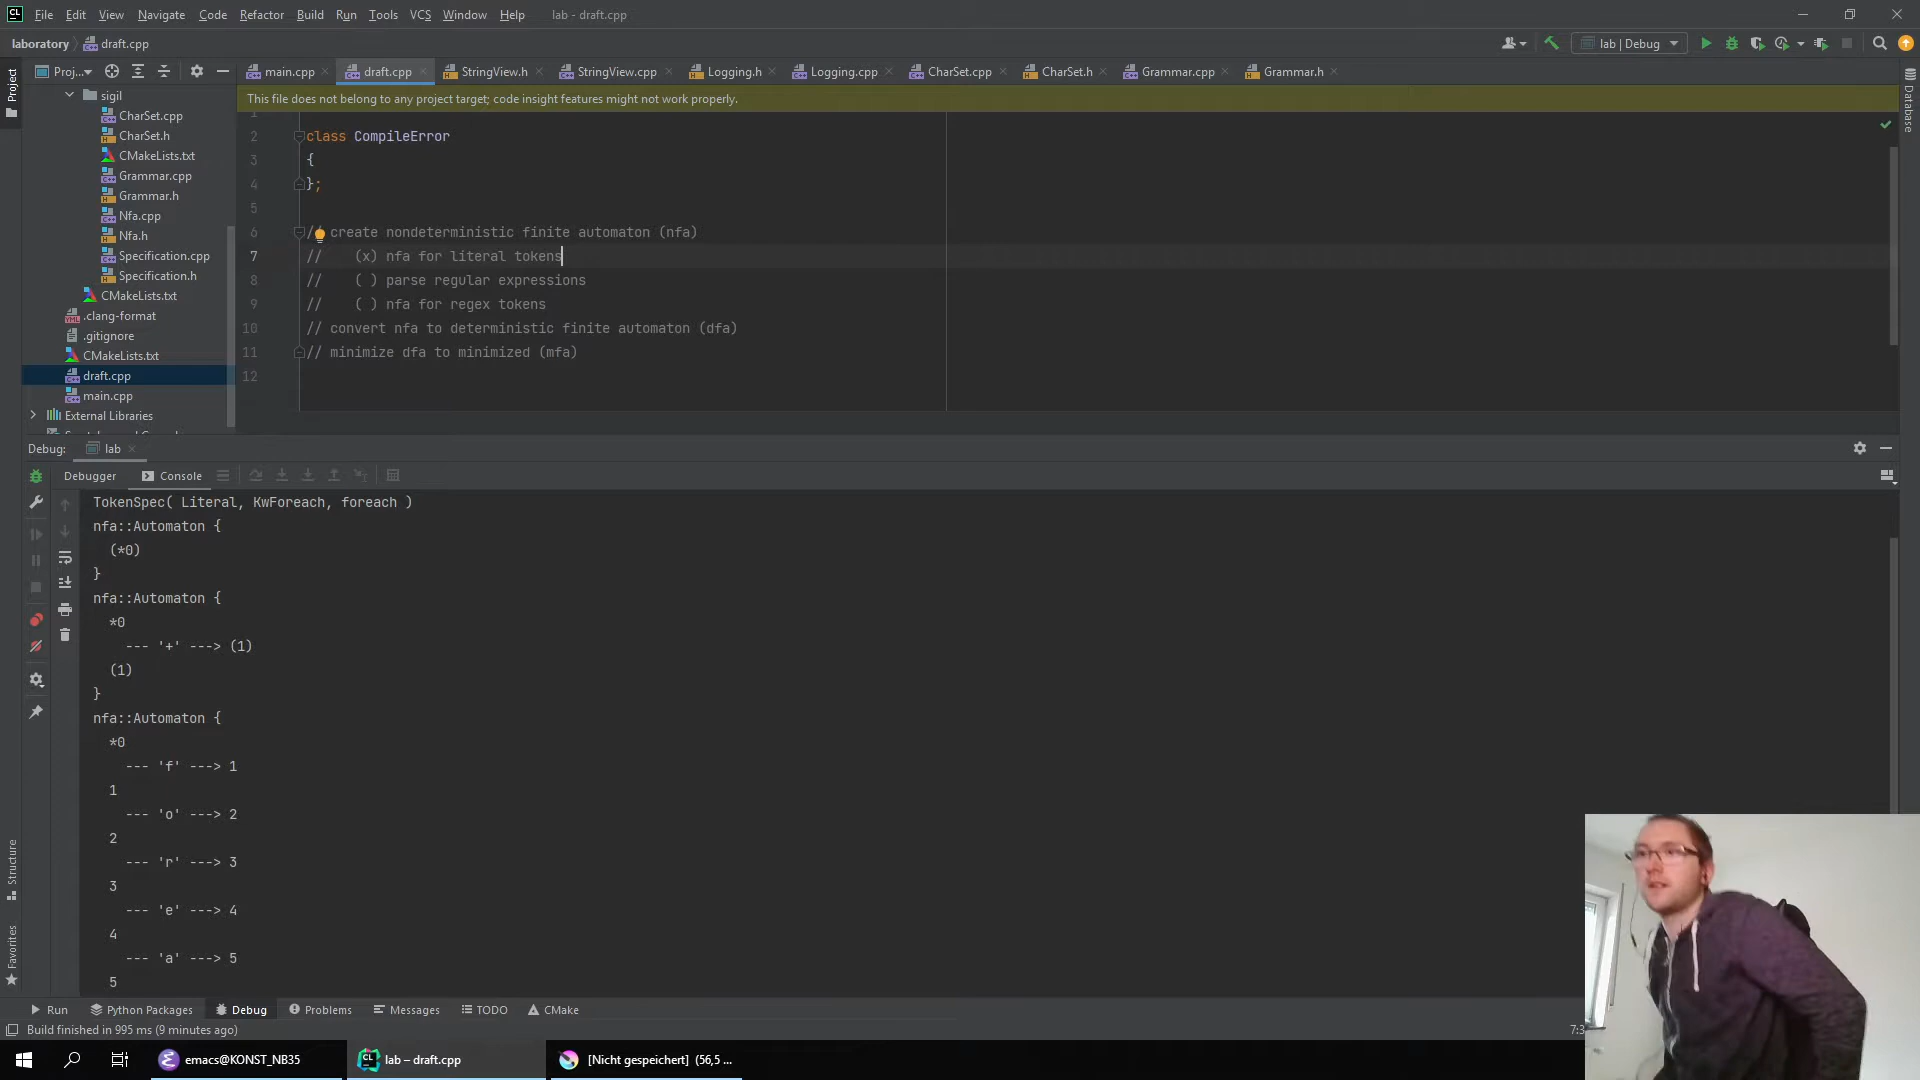 CL File Edit View Navigate Code Refactor Build Run Tools VCS Window Help lab - draft.cpp
laboratory draft.cpp lab | Debug
Project
Proj... main.cpp draft.cpp StringView.h StringView.cpp Logging.h Logging.cpp CharSet.cpp CharSet.h Grammar.cpp Grammar.h
Database
This file does not belong to any project target; code insight features might not work properly.
sigil
CharSet.cpp
CharSet.h
CMakeLists.txt
Grammar.cpp
Grammar.h
Nfa.cpp
Nfa.h
Specification.cpp
Specification.h
CMakeLists.txt
.clang-format
.gitignore
CMakeLists.txt
draft.cpp
main.cpp
External Libraries
1
2 class CompileError
3 {
4 };
5
6 // create nondeterministic finite automaton (nfa)
7 //    (x) nfa for literal tokens
8 //    ( ) parse regular expressions
9 //    ( ) nfa for regex tokens
10 // convert nfa to deterministic finite automaton (dfa)
11 // minimize dfa to minimized (mfa)
12
Debug: lab
Debugger Console
TokenSpec( Literal, KwForeach, foreach )
nfa::Automaton {
(*0)
}
nfa::Automaton {
*0
--- '+' ---> (1)
(1)
}
nfa::Automaton {
*0
--- 'f' ---> 1
1
--- 'o' ---> 2
2
--- 'r' ---> 3
3
--- 'e' ---> 4
4
--- 'a' ---> 5
5
Structure
Favorites
Run Python Packages Debug Problems Messages TODO CMake
Build finished in 995 ms (9 minutes ago) 7:3
emacs@KONST_NB35 CL lab – draft.cpp [Nicht gespeichert] (56,5 ...